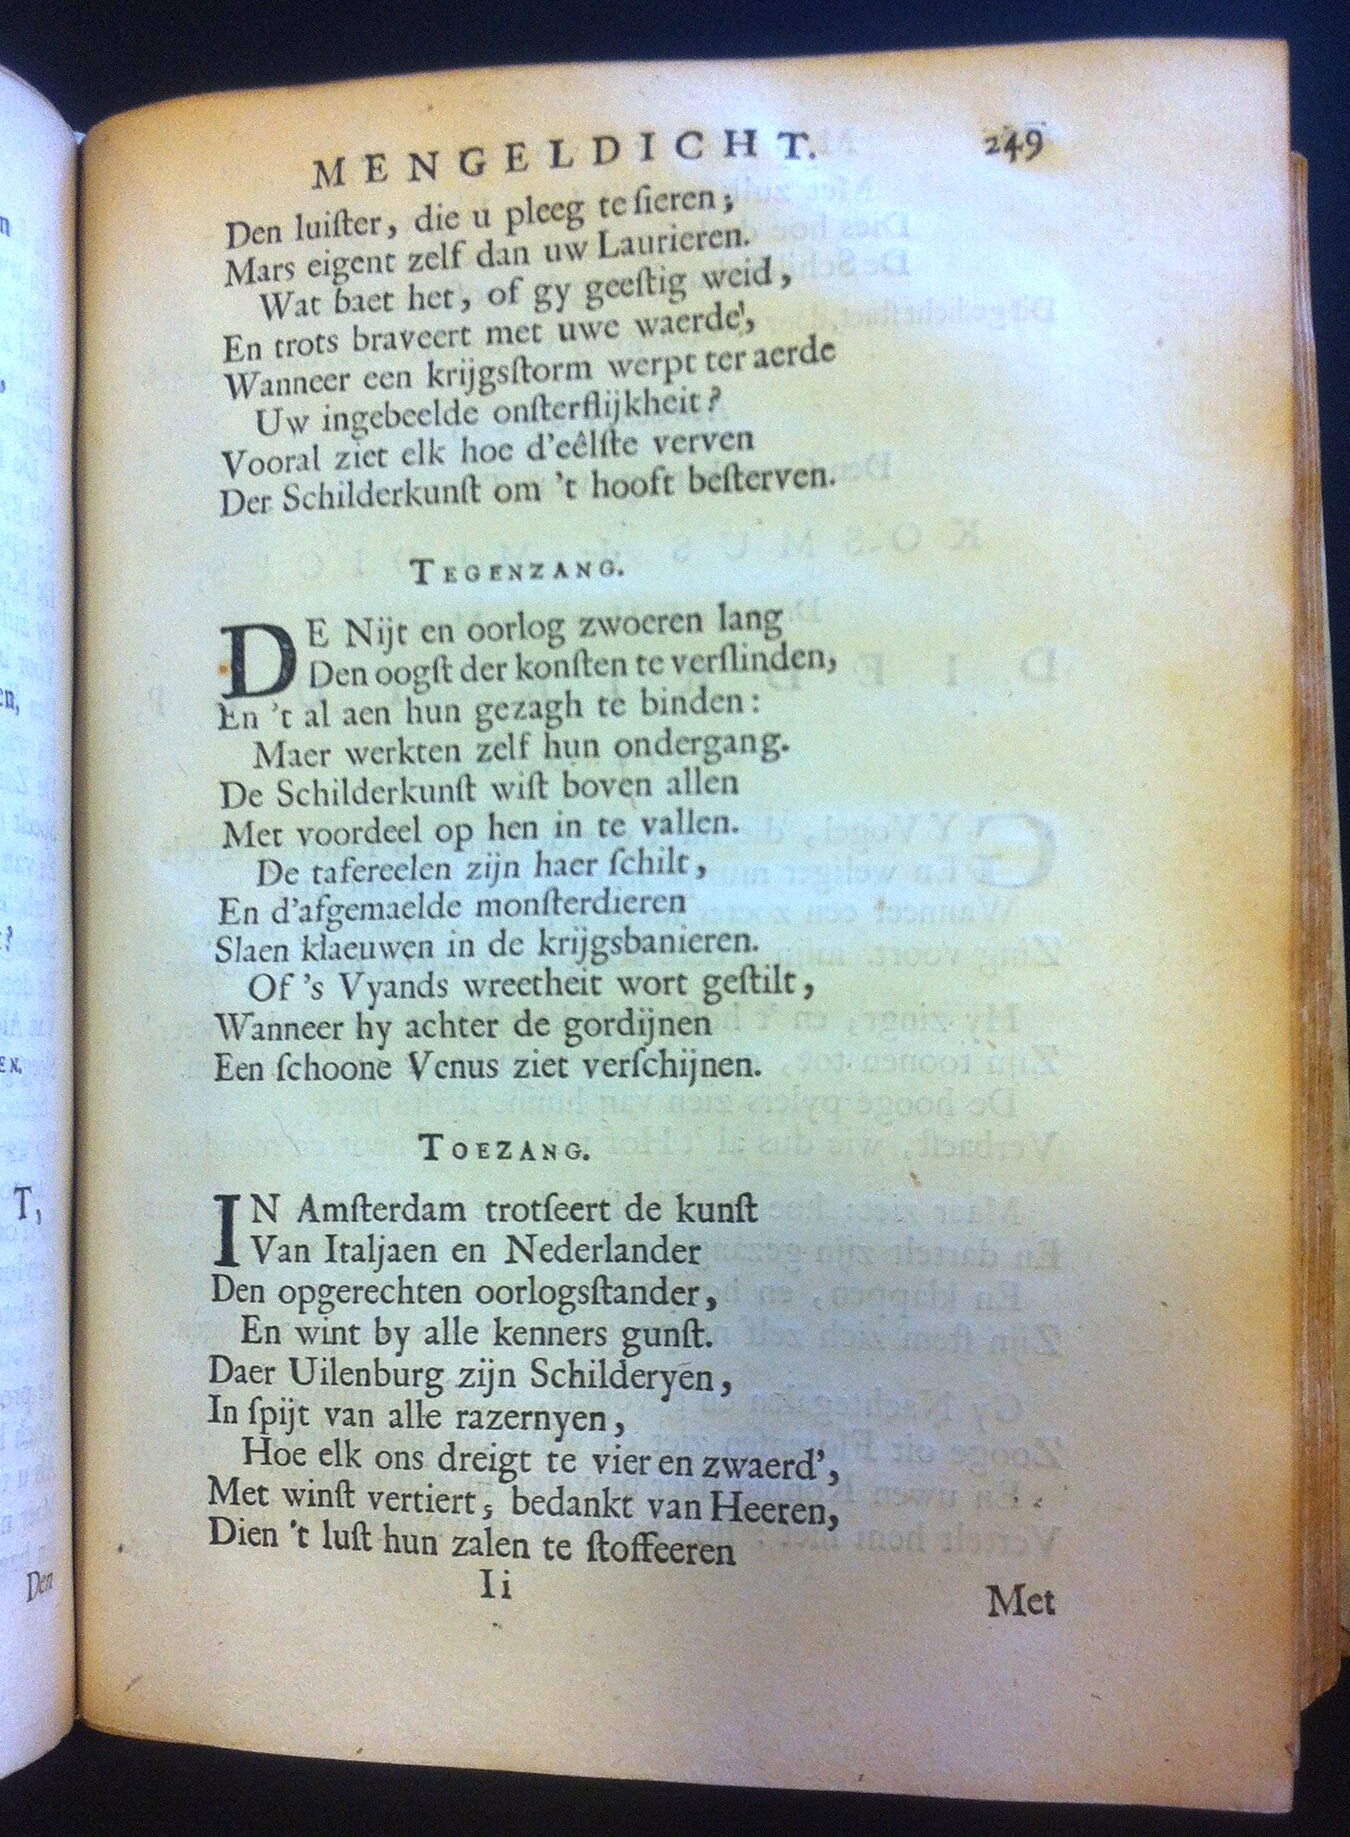 MENGELDICHT. 249
Den luiſter, die u pleeg te ſieren;
Mars eigent zelf dan uw Laurieren.
Wat baet het, of gy geeſtig weid,
En trots braveert met uwe waerde',
Wanneer een krijgsſtorm werpt ter aerde
Uw ingebeelde onſterflijkheit?
Vooral ziet elk hoe d'eêlſte verven
Der Schilderkunſt om 't hooft beſterven.
TEGENZANG.
DE Nijt en oorlog zwoeren lang
Den oogſt der konſten te verſlinden,
En 't al aen hun gezagh te binden:
Maer werkten zelf hun ondergang.
De Schilderkunſt wiſt boven allen
Met voordeel op hen in te vallen.
De tafereelen zijn haer ſchilt,
En d'afgemaelde monſterdieren
Slaen klaeuwen in de krijgsbanieren.
Of 's Vyands wreetheit wort geſtilt,
Wanneer hy achter de gordijnen
Een ſchoone Venus ziet verſchijnen.
TOEZANG.
IN Amſterdam trotſeert de kunſt
Van Italjaen en Nederlander
Den opgerechten oorlogsſtander,
En wint by alle kenners gunſt.
Daer Uilenburg zijn Schilderyen,
In ſpijt van alle razernyen,
Hoe elk ons dreigt te vier en zwaerd',
Met winſt vertiert, bedankt van Heeren,
Dien 't luſt hun zalen te ſtoffeeren
Ii
Met
Den